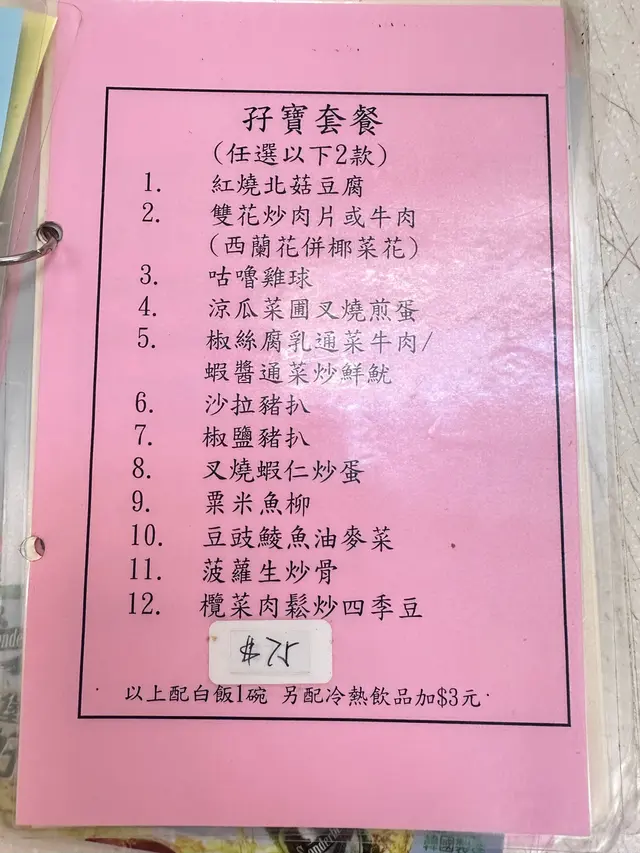 孖寶套餐
(任選以下2款)
1. 紅燒北菇豆腐
2. 雙花炒肉片或牛肉
(西蘭花併椰菜花)
3. 咕嚕雞球
4. 涼瓜菜圃叉燒煎蛋
5. 椒絲腐乳通菜牛肉/
蝦醬通菜炒鮮魷
6. 沙拉豬扒
7. 椒鹽豬扒
8. 叉燒蝦仁炒蛋
9. 粟米魚柳
10. 豆豉鯪魚油麥菜
11. 菠蘿生炒骨
12. 欖菜肉鬆炒四季豆
$75
以上配白飯1碗 另配冷熱飲品加$3元